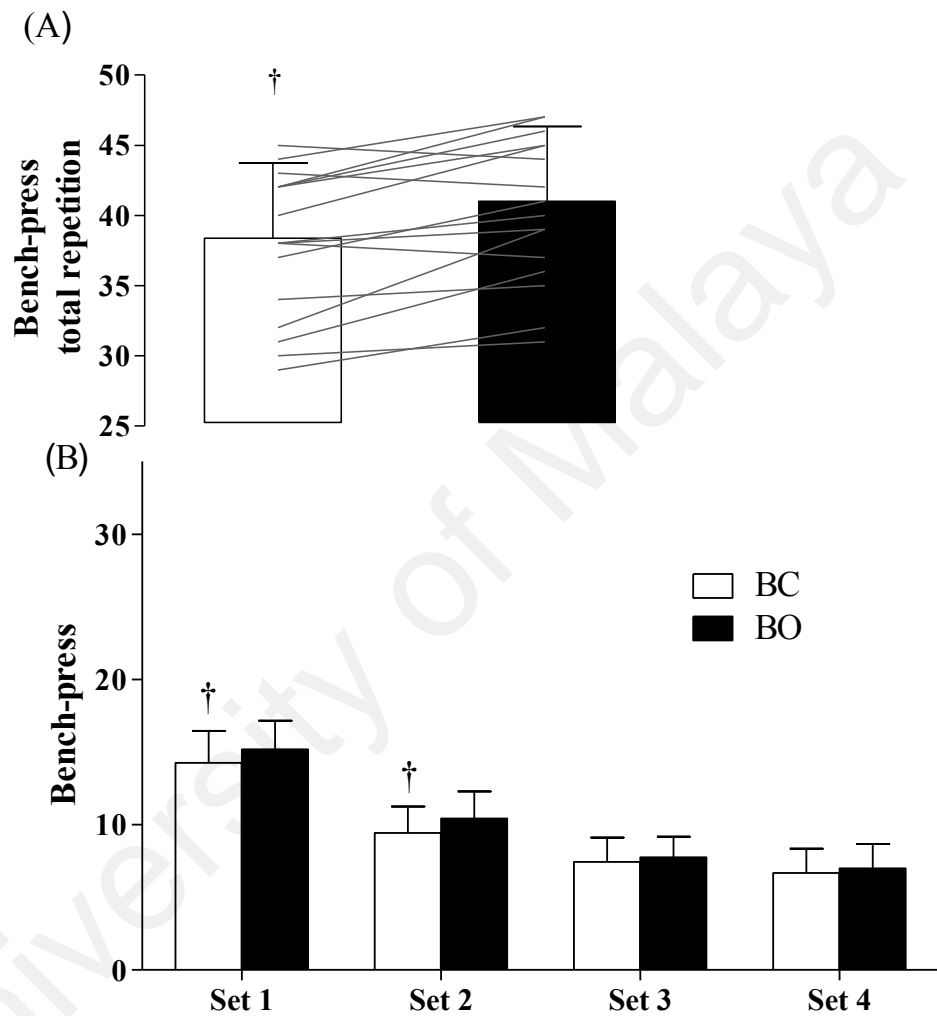 (A)
†
50
45
40
35
30
25
Bench-press
total repetition
(B)
30
20
10
0
Bench-press
BC
BO
†
†
Set 1
Set 2
Set 3
Set 4
University of Malaya